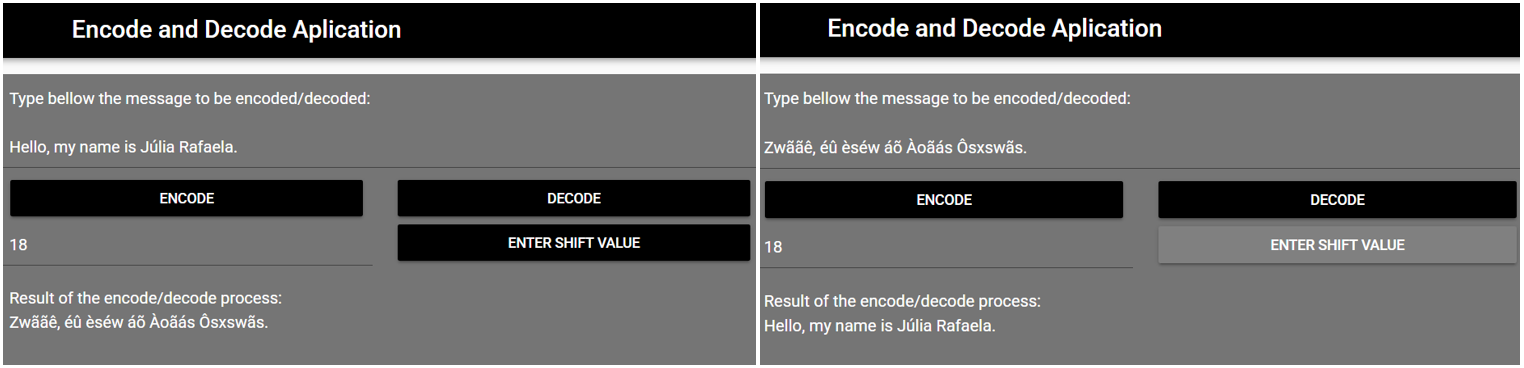 Encode and Decode Aplication
Type bellow the message to be encoded/decoded:
Hello, my name is Júlia Rafaela.
ENCODE DECODE
18 ENTER SHIFT VALUE
Result of the encode/decode process:
Zwããê, éû èséw áõ Àoãás Ôsxswãs.
Encode and Decode Aplication
Type bellow the message to be encoded/decoded:
Zwããê, éû èséw áõ Àoãás Ôsxswãs.
ENCODE DECODE
18 ENTER SHIFT VALUE
Result of the encode/decode process:
Hello, my name is Júlia Rafaela.